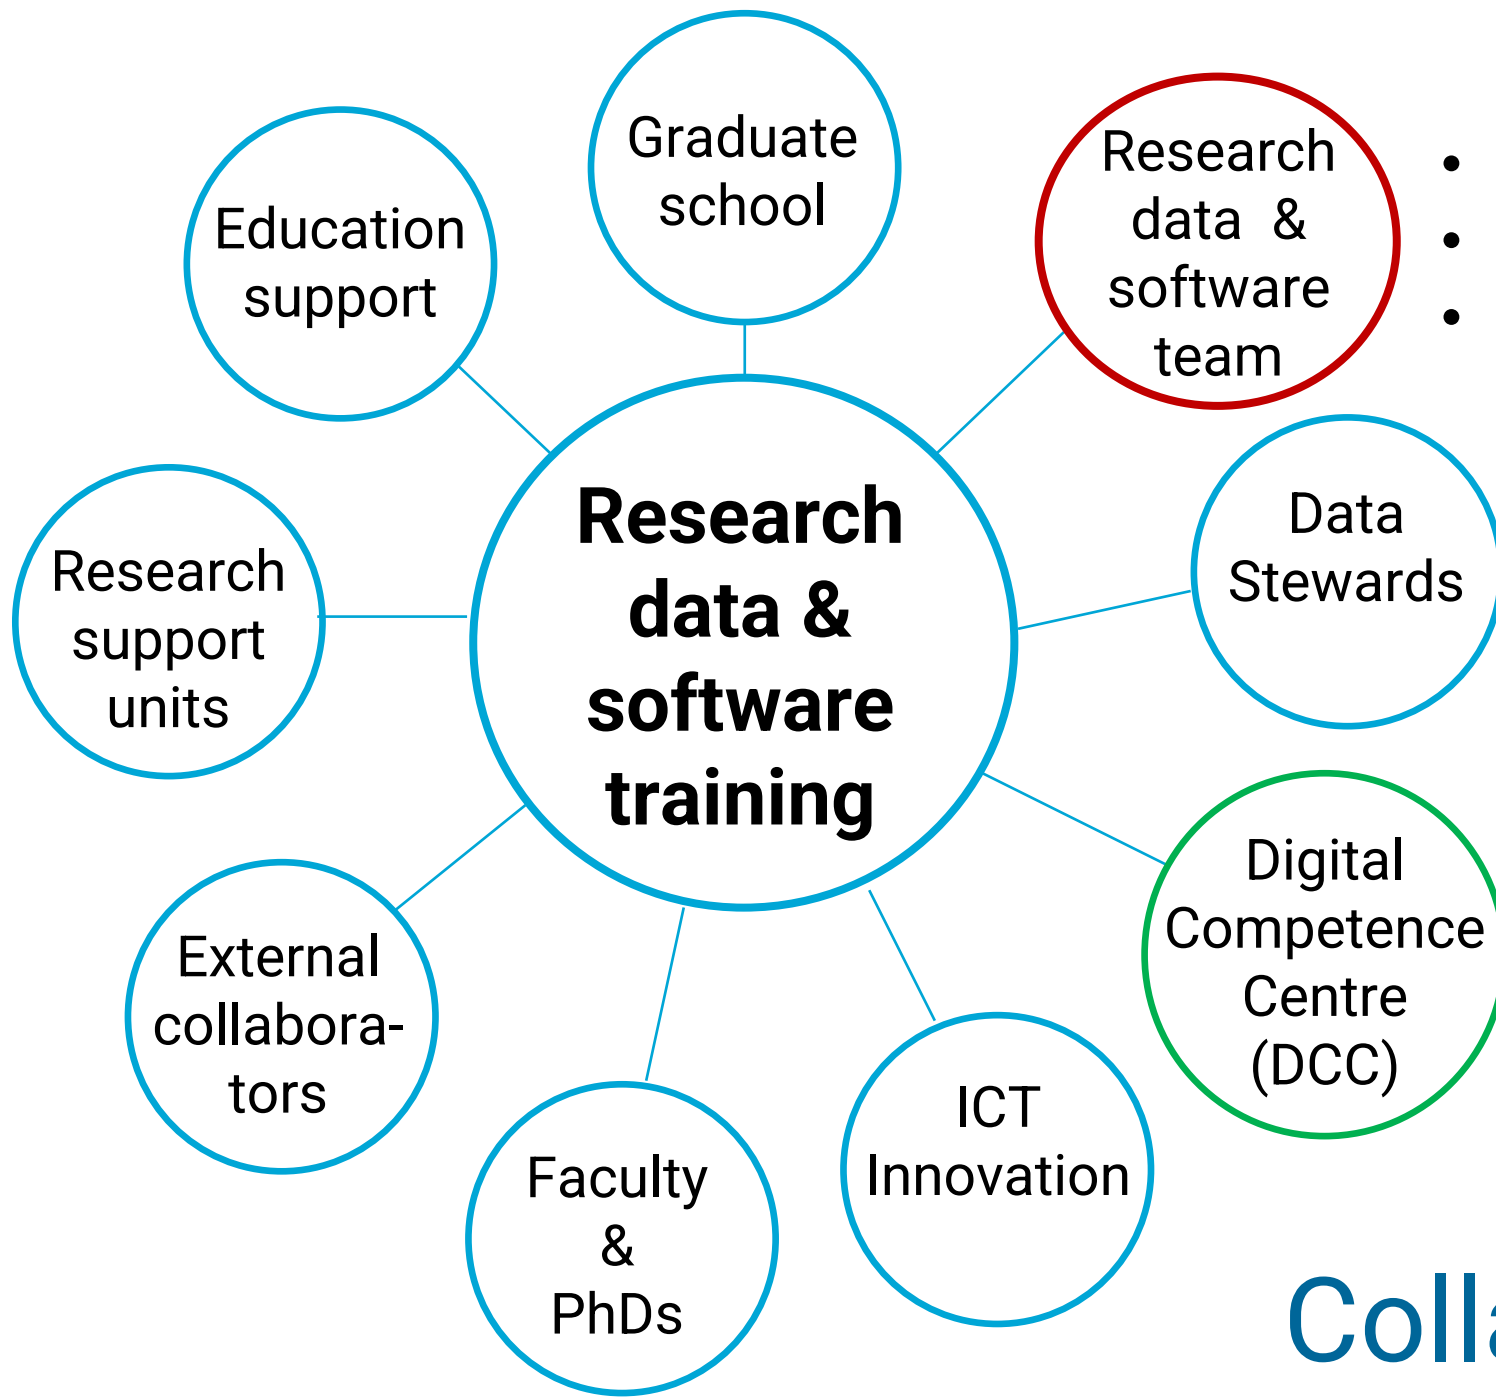 Graduate
school
Research
data &
software
team
•
•
•
Education
support
Data
Stewards
Research
data &
software
training
Research
support
units
Digital
Competence
Centre
(DCC)
External
collabora-
tors
ICT
Innovation
Faculty
&
PhDs
Colla